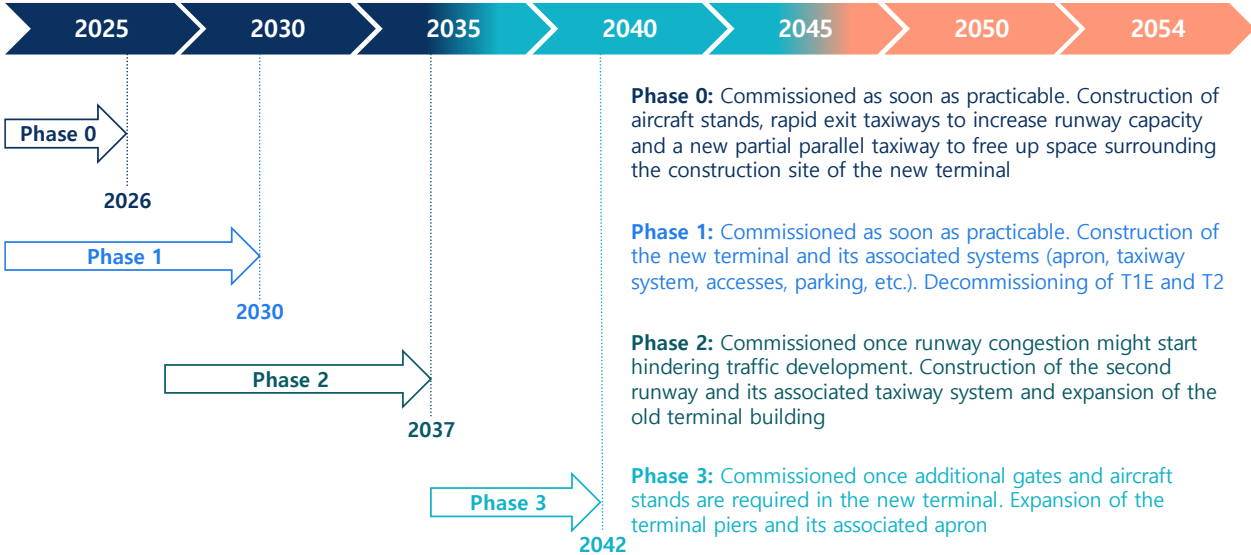 2025 2030 2035 2040 2045 2050 2054
Phase 0
2026
Phase 1
2030
Phase 2
2037
Phase 3
2042
Phase 0: Commissioned as soon as practicable. Construction of
aircraft stands, rapid exit taxiways to increase runway capacity
and a new partial parallel taxiway to free up space surrounding
the construction site of the new terminal
Phase 1: Commissioned as soon as practicable. Construction of
the new terminal and its associated systems (apron, taxiway
system, accesses, parking, etc.). Decommissioning of T1E and T2
Phase 2: Commissioned once runway congestion might start
hindering traffic development. Construction of the second
runway and its associated taxiway system and expansion of the
old terminal building
Phase 3: Commissioned once additional gates and aircraft
stands are required in the new terminal. Expansion of the
terminal piers and its associated apron